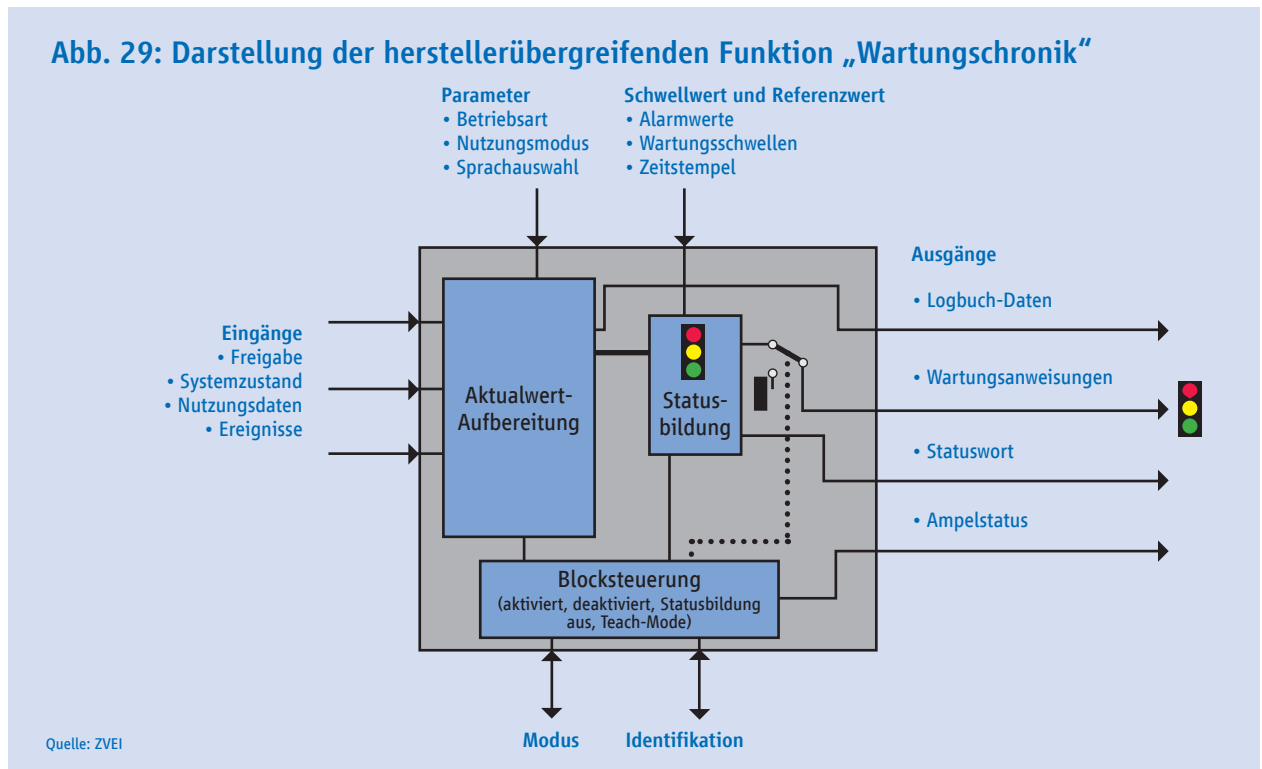 Abb. 29: Darstellung der herstellerübergreifenden Funktion „Wartungschronik“
Parameter
• Betriebsart
• Nutzungsmodus
• Sprachauswahl
Schwellwert und Referenzwert
• Alarmwerte
• Wartungsschwellen
• Zeitstempel
Eingänge
• Freigabe
• Systemzustand
• Nutzungsdaten
• Ereignisse
Aktualwert-
Aufbereitung
Status-
bildung
Blocksteuerung
(aktiviert, deaktiviert, Statusbildung
aus, Teach-Mode)
Ausgänge
• Logbuch-Daten
• Wartungsanweisungen
• Statuswort
• Ampelstatus
Modus
Identifikation
Quelle: ZVEI